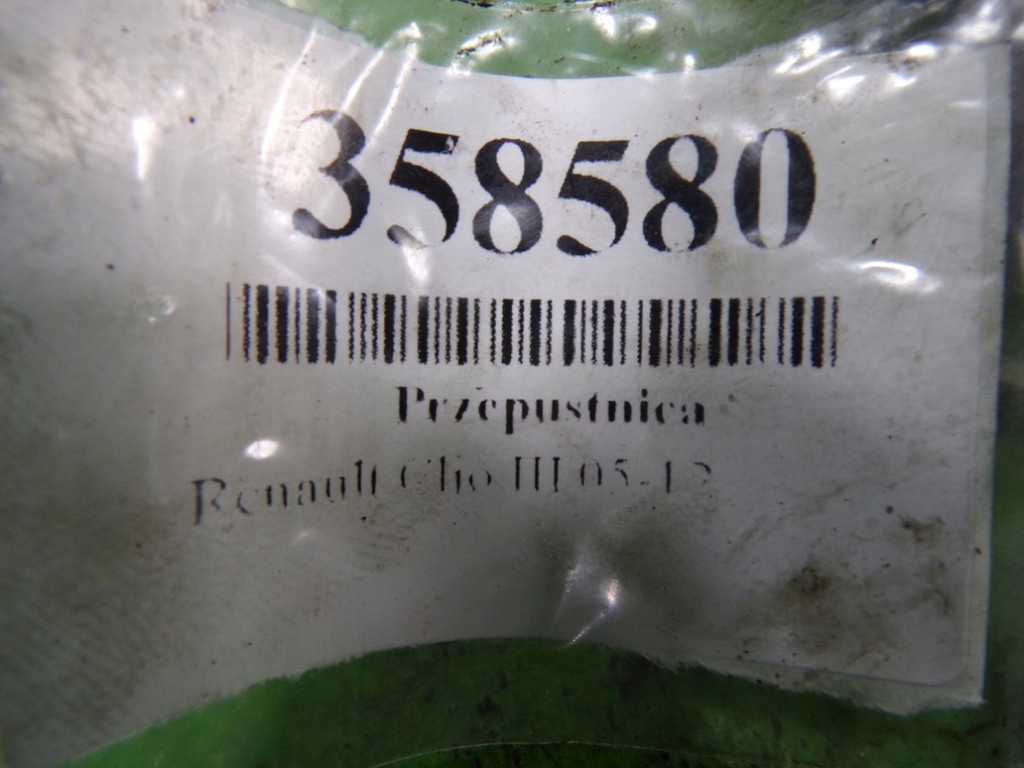 358580
Przepustnica
Renault Clio III 05-12